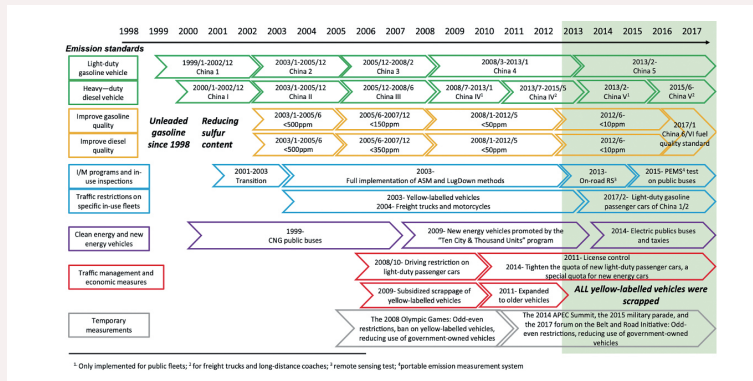 1998 1999 2000 2001 2002 2003 2004 2005 2006 2007 2008 2009 2010 2011 2012 2013 2014 2015 2016 2017
Emission standards
Light-duty
gasoline vehicle
1999/1-2002/12
China 1
2003/1-2005/12
China 2
2005/12-2008/2
China 3
2008/3-2013/1
China 4
2013/2-
China 5
Heavy—duty
diesel vehicle
2000/1-2002/12
China I
2003/1-2005/12
China II
2005/12-2008/6
China III
2008/7-2013/1
China IV¹
2013/7-2015/5
China IV²
2013/2-
China V¹
2015/6-
China V²
Improve gasoline
quality
Unleaded
gasoline
since 1998
Reducing
sulfur
content
2003/1-2005/6
<500ppm
2005/6-2007/12
<150ppm
2008/1-2012/5
<50ppm
2012/6-
<10ppm
2017/1
China 6/VI fuel
quality standard
Improve diesel
quality
2003/1-2005/6
<500ppm
2005/6-2007/12
<350ppm
2008/1-2012/5
<50ppm
2012/6-
<10ppm
I/M programs and in-
use inspections
2001-2003
Transition
2003-
Full implementation of ASM and LugDown methods
2013-
On-road RS³
2015- PEMS⁴ test
on public buses
Traffic restrictions on
specific in-use fleets
2003- Yellow-labelled vehicles
2004- Freight trucks and motorcycles
2017/2- Light-duty gasoline
passenger cars of China 1/2
Clean energy and new
energy vehicles
1999-
CNG public buses
2009- New energy vehicles promoted by the
"Ten City & Thousand Units" program
2014- Electric publics buses
and taxies
Traffic management and
economic measures
2008/10- Driving restriction on
light-duty passenger cars
2011- License control
2014- Tighten the quota of new light-duty passenger cars, a
special quota for new energy cars
2009- Subsidized scrappage of
yellow-labelled vehicles
2011- Expanded
to older vehicles
ALL yellow-labelled vehicles were
scrapped
Temporary
measurements
The 2008 Olympic Games: Odd-even
restrictions, ban on yellow-labelled vehicles,
reducing use of government-owned vehicles
The 2014 APEC Summit, the 2015 military parade, and
the 2017 forum on the Belt and Road Initiative: Odd-
even restrictions, reducing use of government-owned
vehicles
¹ Only implemented for public fleets; ² for freight trucks and long-distance coaches; ³ remote sensing test; ⁴portable emission measurement system